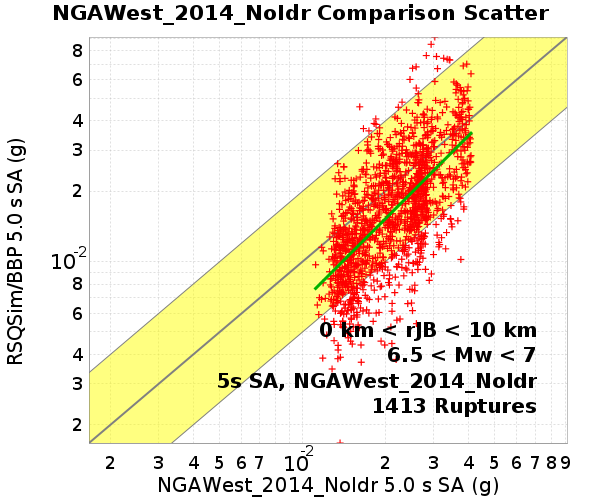 NGAWest_2014_NoIdr Comparison Scatter
RSQSim/BBP 5.0 s SA (g)
8
6
4
3
2
10-2
8
6
4
3
2
0 km < rJB < 10 km
6.5 < Mw < 7
5s SA, NGAWest_2014_NoIdr
1413 Ruptures
2 3 4 5 6 7 10-2 2 3 4 5 6 7 8 9
NGAWest_2014_NoIdr 5.0 s SA (g)